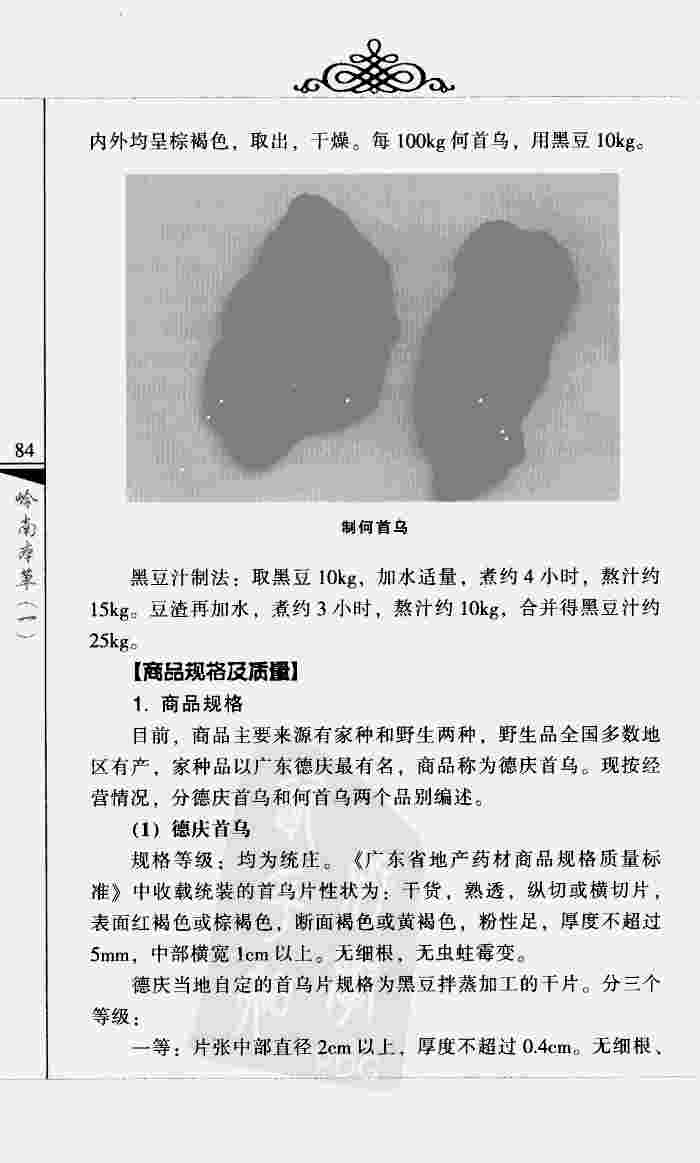 内外均呈棕褐色，取出，干燥。每 100kg 何首乌，用黑豆 10kg。
制何首乌
84
岭南本草（一）
黑豆汁制法：取黑豆 10kg，加水适量，煮约 4 小时，熬汁约
15kg。豆渣再加水，煮约 3 小时，熬汁约 10kg，合并得黑豆汁约
25kg。
【商品规格及质量】
1. 商品规格
目前，商品主要来源有家种和野生两种，野生品全国多数地
区有产，家种品以广东德庆最有名，商品称为德庆首乌。现按经
营情况，分德庆首乌和何首乌两个品别编述。
(1) 德庆首乌
规格等级：均为统庄。《广东省地产药材商品规格质量标
准》中收载统装的首乌片性状为：干货，熟透，纵切或横切片，
表面红褐色或棕褐色，断面褐色或黄褐色，粉性足，厚度不超过
5mm，中部横宽 1cm 以上。无细根，无虫蛀霉变。
德庆当地自定的首乌片规格为黑豆拌蒸加工的干片。分三个
等级：
一等：片张中部直径 2cm 以上，厚度不超过 0.4cm。无细根、